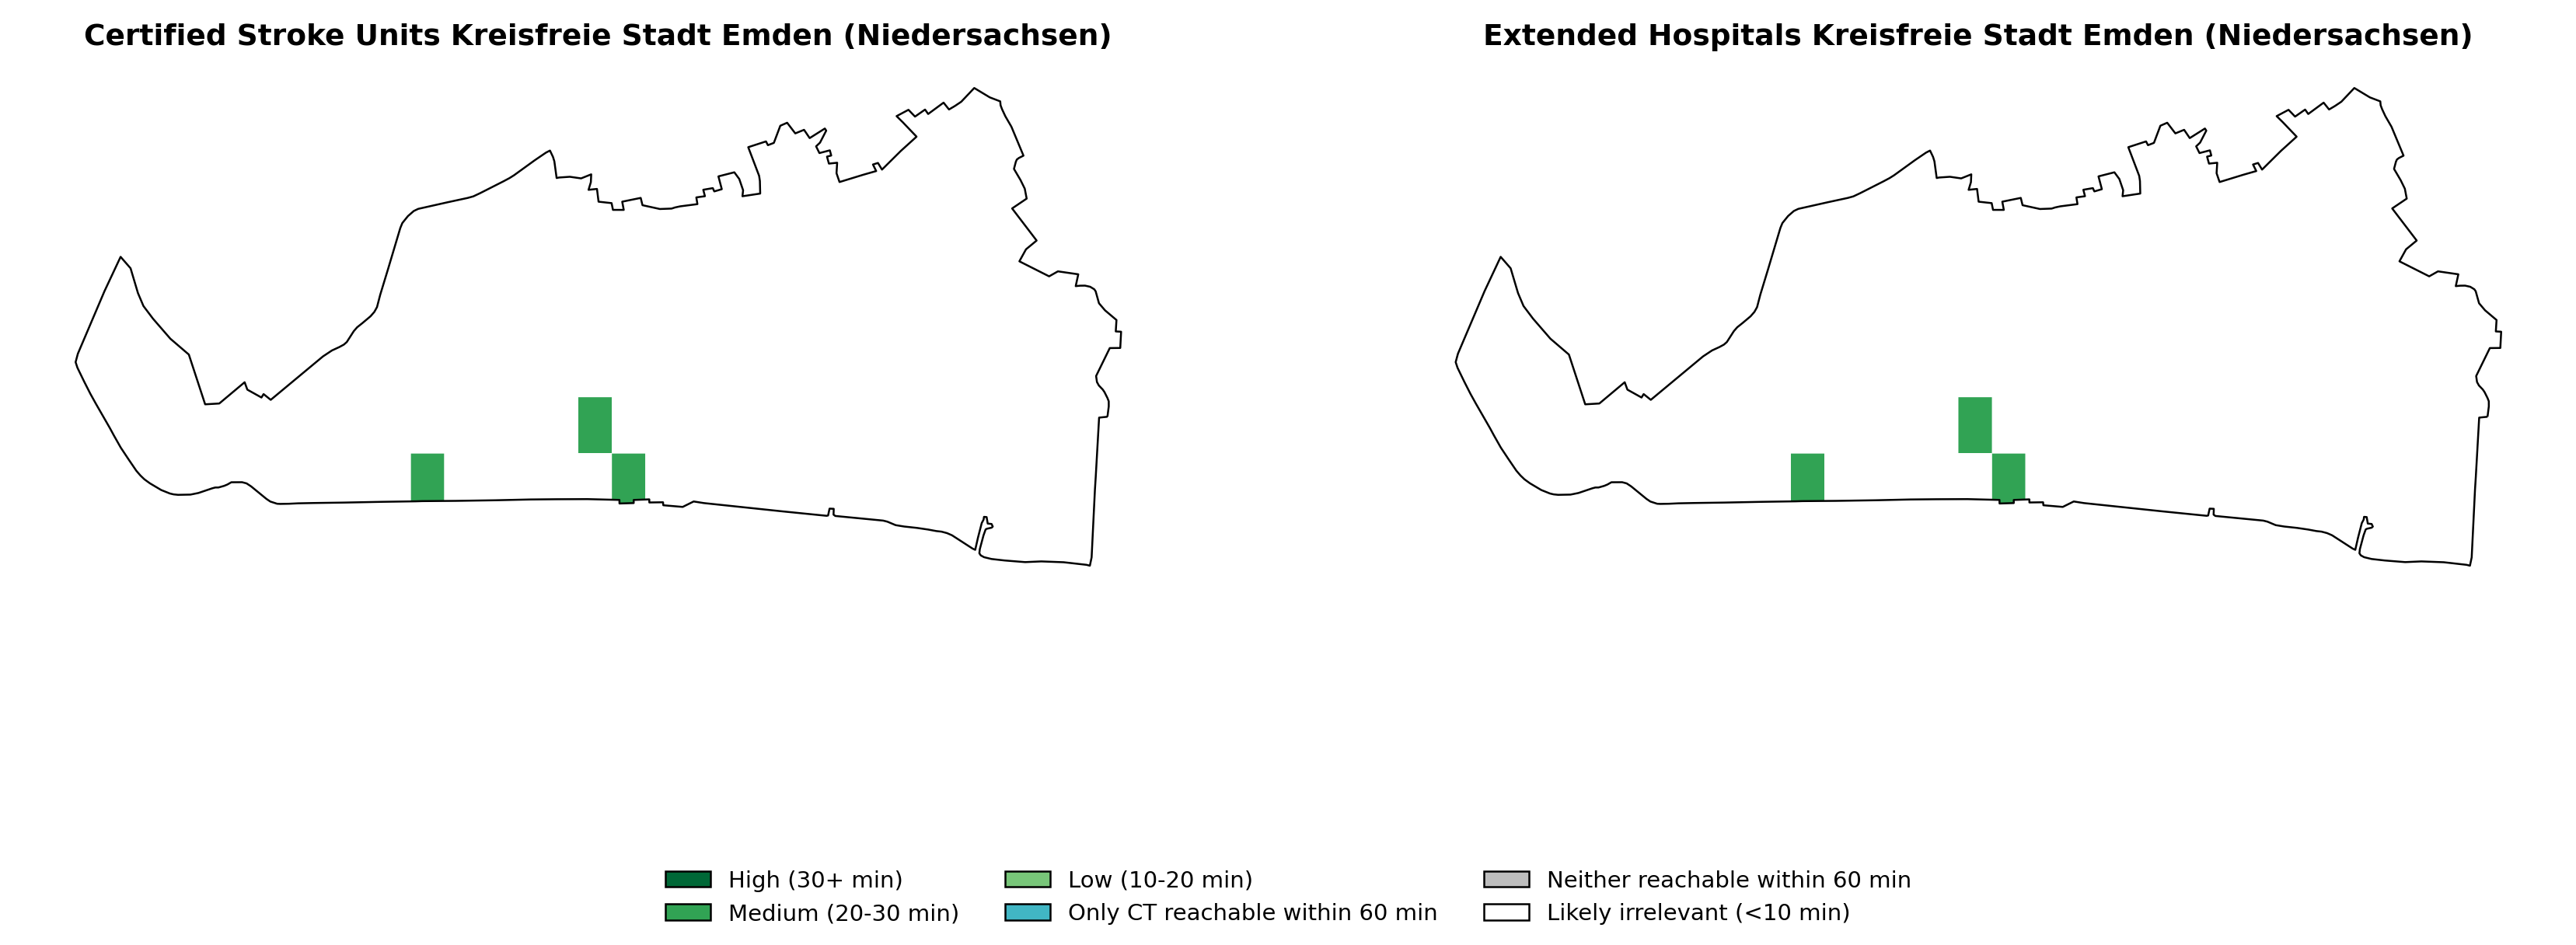 Certified Stroke Units Kreisfreie Stadt Emden (Niedersachsen)
Extended Hospitals Kreisfreie Stadt Emden (Niedersachsen)
High (30+ min)
Medium (20-30 min)
Low (10-20 min)
Only CT reachable within 60 min
Neither reachable within 60 min
Likely irrelevant (<10 min)